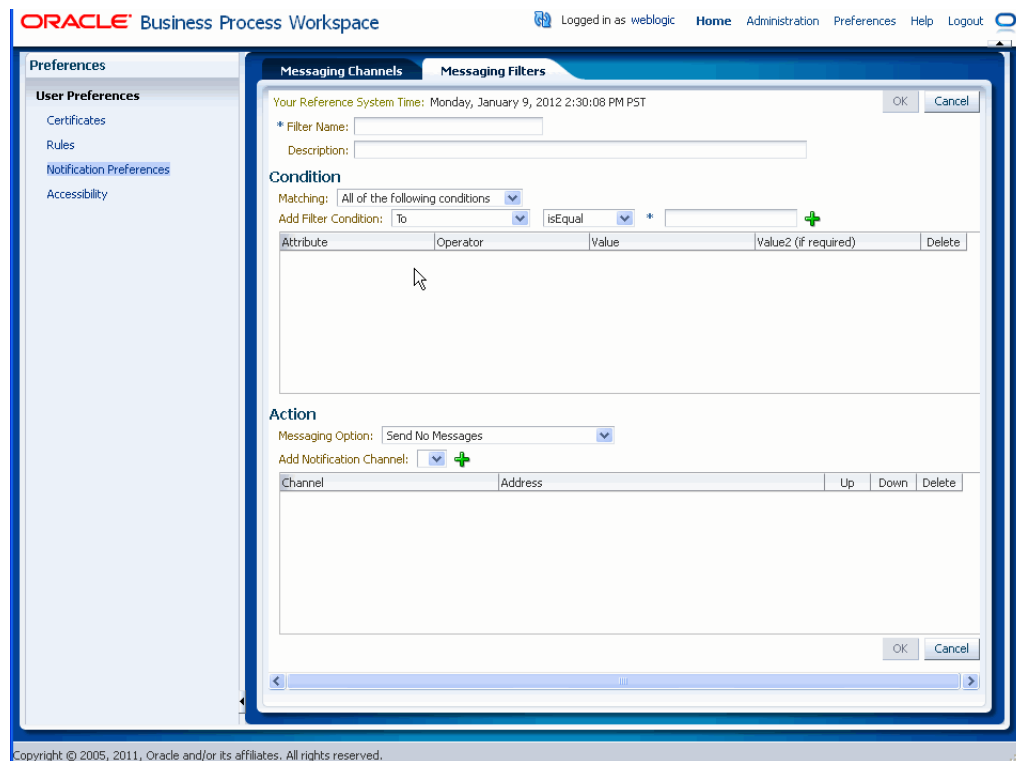 ORACLE Business Process Workspace
Logged in as weblogic Home Administration Preferences Help Logout
Preferences
User Preferences
Certificates
Rules
Notification Preferences
Accessibility
Messaging Channels Messaging Filters
Your Reference System Time: Monday, January 9, 2012 2:30:08 PM PST OK Cancel
* Filter Name:
Description:
Condition
Matching: All of the following conditions
Add Filter Condition: To isEqual *
Attribute Operator Value Value2 (if required) Delete
Action
Messaging Option: Send No Messages
Add Notification Channel:
Channel Address Up Down Delete
OK Cancel
Copyright © 2005, 2011, Oracle and/or its affiliates. All rights reserved.